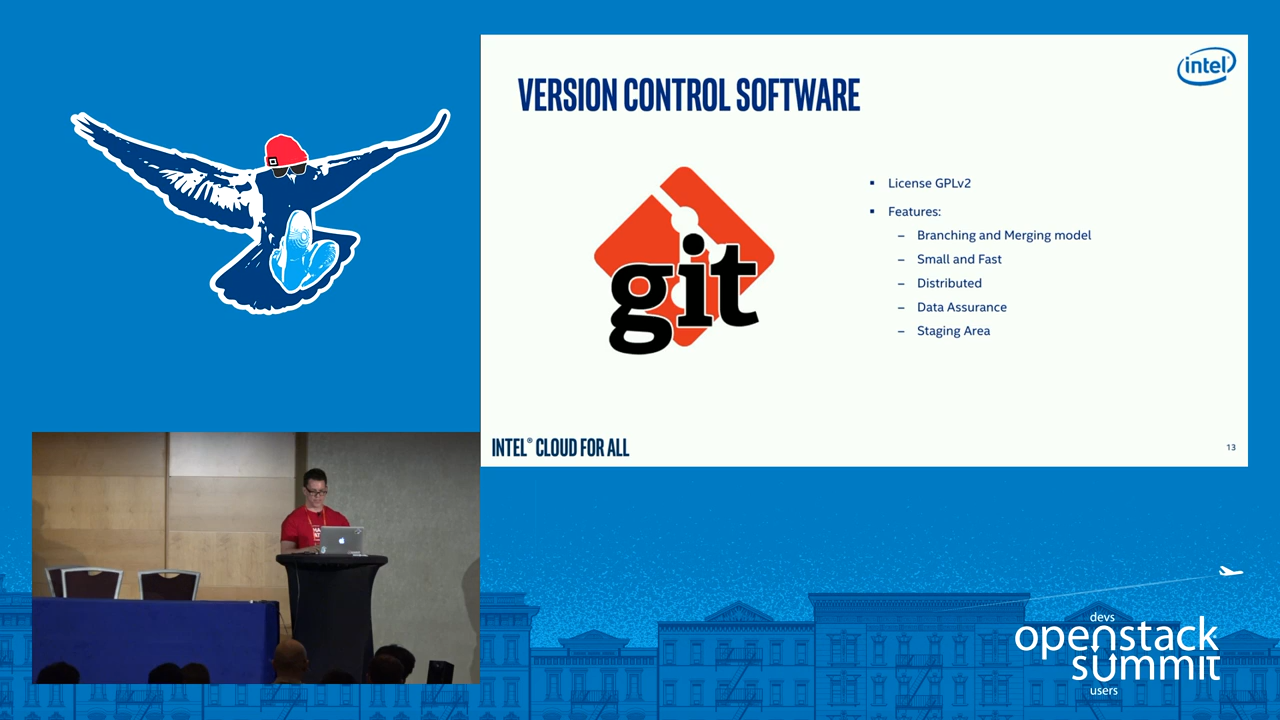 VERSION CONTROL SOFTWARE
intel
git
License GPLv2
Features:
Branching and Merging model
Small and Fast
Distributed
Data Assurance
Staging Area
INTEL® CLOUD FOR ALL
13
devs
openstack
summit
users